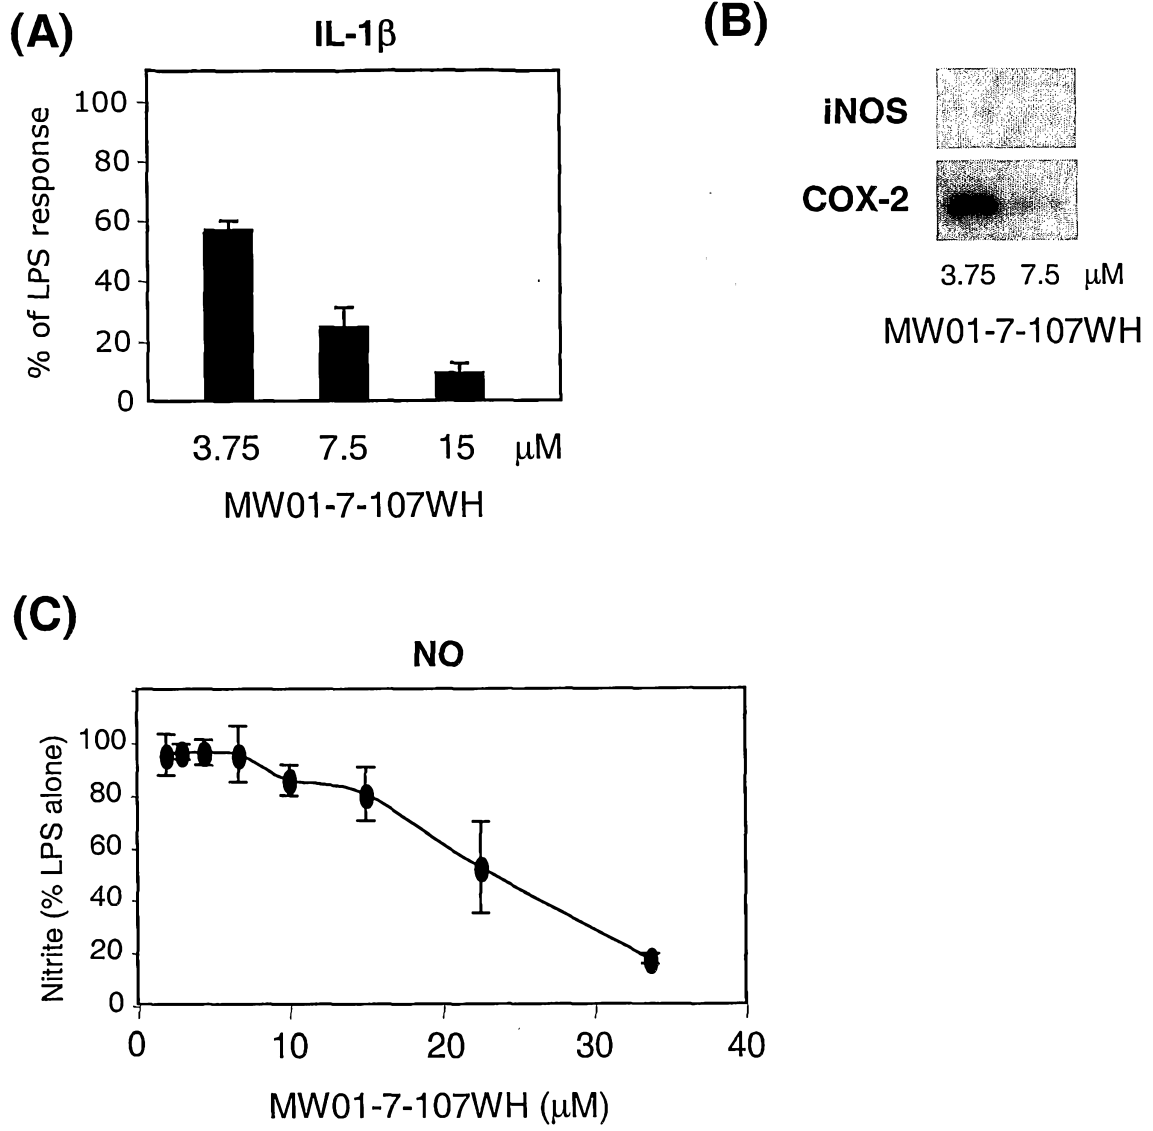 (A)
IL-1β
% of LPS response
100
80
60
40
20
0
3.75 7.5 15 μM
MW01-7-107WH
(B)
iNOS
COX-2
3.75 7.5 μM
MW01-7-107WH
(C)
NO
Nitrite (% LPS alone)
100
80
60
40
20
0
0 10 20 30 40
MW01-7-107WH (μM)